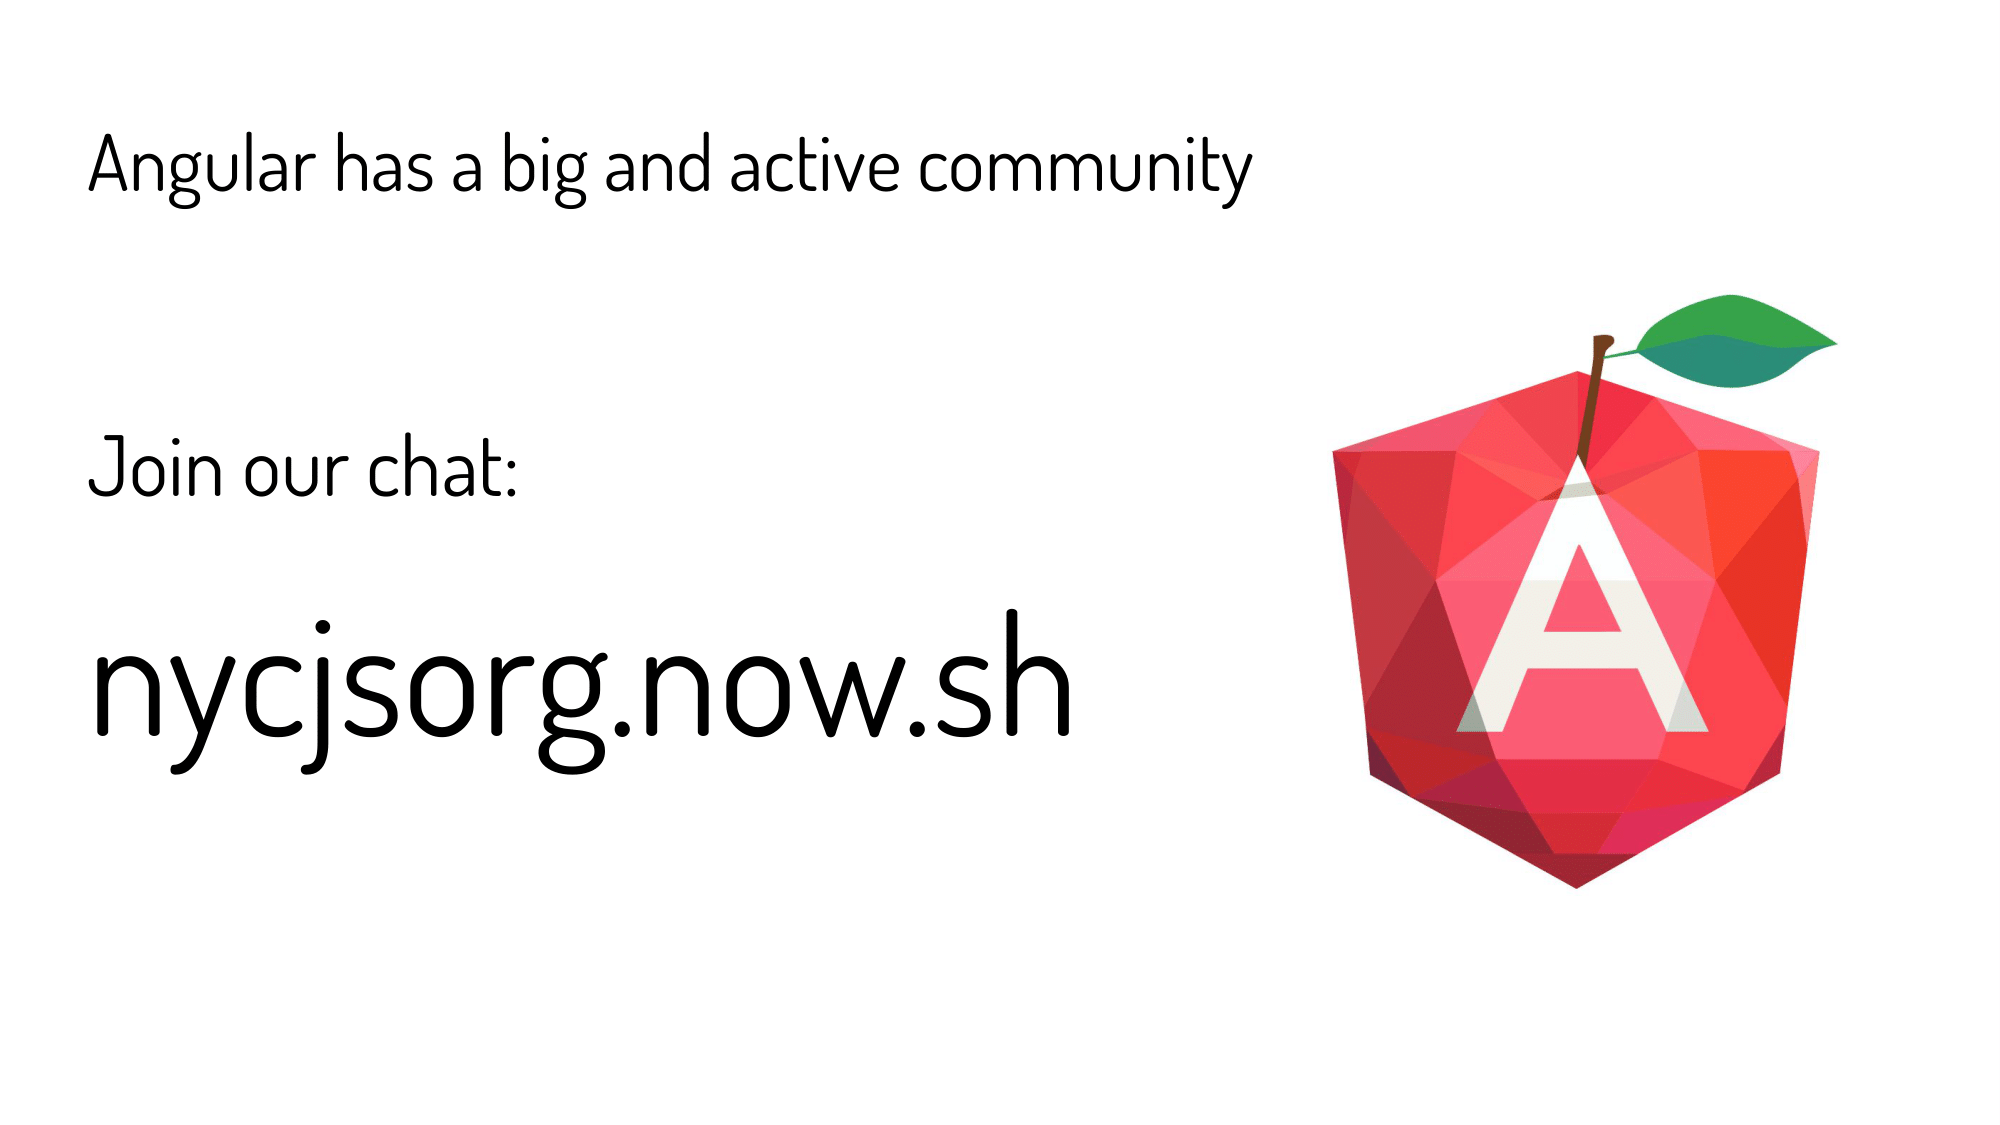 Angular has a big and active community
Join our chat:
nycjsorg.now.sh
A